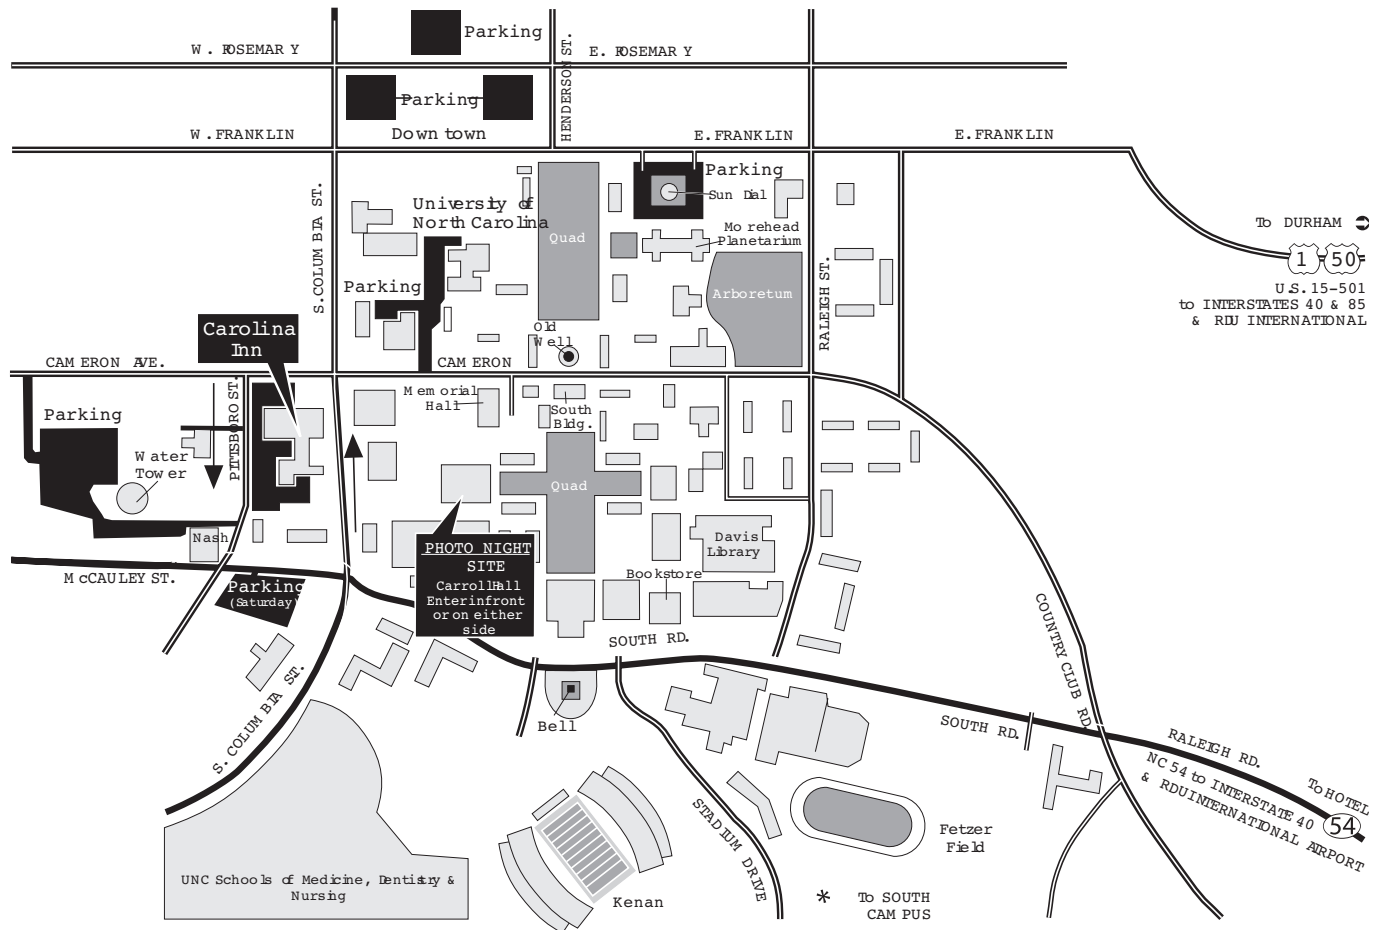 Parking
W. ROSEMARY
E. ROSEMARY
HENDERSON ST.
Parking
W. FRANKLIN
Downtown
E. FRANKLIN
E. FRANKLIN
Parking
Sun Dial
S. COLUMBIA ST.
University of
North Carolina
Quad
Morehead
Planetarium
To DURHAM
1
50
U.S. 15-501
to INTERSTATES 40 & 85
& RDU INTERNATIONAL
RALEIGH ST.
Parking
Arboretum
Carolina
Inn
Old
Well
CAMERON AVE.
CAMERON
PITTSBORO ST.
Memorial
Hall
South
Bldg.
Parking
Water
Tower
Quad
Nash
PHOTO NIGHT
SITE
Carroll Hall
Enter in front
or on either
side
Davis
Library
McCAULEY ST.
Parking
(Saturday)
Bookstore
SOUTH RD.
COUNTRY CLUB RD.
S. COLUMBIA ST.
Bell
SOUTH RD.
RALEIGH RD.
NC 54 to INTERSTATE 40
& RDU INTERNATIONAL AIRPORT
To HOTEL
54
STADIUM DRIVE
Fetzer
Field
UNC Schools of Medicine, Dentistry &
Nursing
Kenan
* To SOUTH
CAMPUS